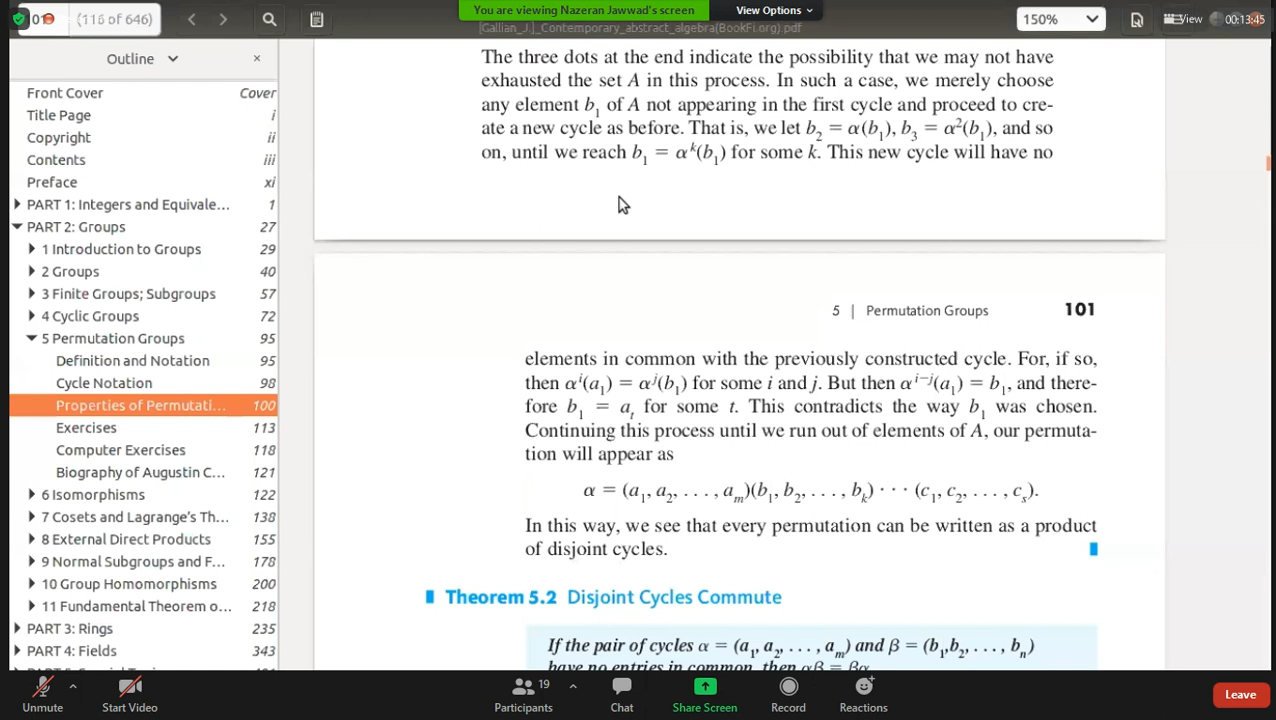 (116 of 646)
You are viewing Nazeran Jawwad's screen
View Options
[Gallian_J.]_Contemporary_abstract_algebra(BookFi.org).pdf
150%
View
00:13:45
Outline
Front Cover Cover
Title Page i
Copyright ii
Contents iii
Preface xi
PART 1: Integers and Equivale... 1
PART 2: Groups 27
1 Introduction to Groups 29
2 Groups 40
3 Finite Groups; Subgroups 57
4 Cyclic Groups 72
5 Permutation Groups 95
Definition and Notation 95
Cycle Notation 98
Properties of Permutati... 100
Exercises 113
Computer Exercises 118
Biography of Augustin C... 121
6 Isomorphisms 122
7 Cosets and Lagrange's Th... 138
8 External Direct Products 155
9 Normal Subgroups and F... 178
10 Group Homomorphisms 200
11 Fundamental Theorem o... 218
PART 3: Rings 235
PART 4: Fields 343
The three dots at the end indicate the possibility that we may not have
exhausted the set A in this process. In such a case, we merely choose
any element b₁ of A not appearing in the first cycle and proceed to cre-
ate a new cycle as before. That is, we let b₂ = α(b₁), b₃ = α²(b₁), and so
on, until we reach b₁ = αᵏ(b₁) for some k. This new cycle will have no
5 | Permutation Groups 101
elements in common with the previously constructed cycle. For, if so,
then αⁱ(a₁) = αʲ(b₁) for some i and j. But then αⁱ⁻ʲ(a₁) = b₁, and there-
fore b₁ = aₜ for some t. This contradicts the way b₁ was chosen.
Continuing this process until we run out of elements of A, our permuta-
tion will appear as
α = (a₁, a₂, . . . , aₘ)(b₁, b₂, . . . , bₖ) · · · (c₁, c₂, . . . , cₛ).
In this way, we see that every permutation can be written as a product
of disjoint cycles.
Theorem 5.2 Disjoint Cycles Commute
If the pair of cycles α = (a₁, a₂, . . . , aₘ) and β = (b₁,b₂, . . . , bₙ)
have no entries in common, then αβ = βα
Unmute
Start Video
19
Participants
Chat
Share Screen
Record
Reactions
Leave